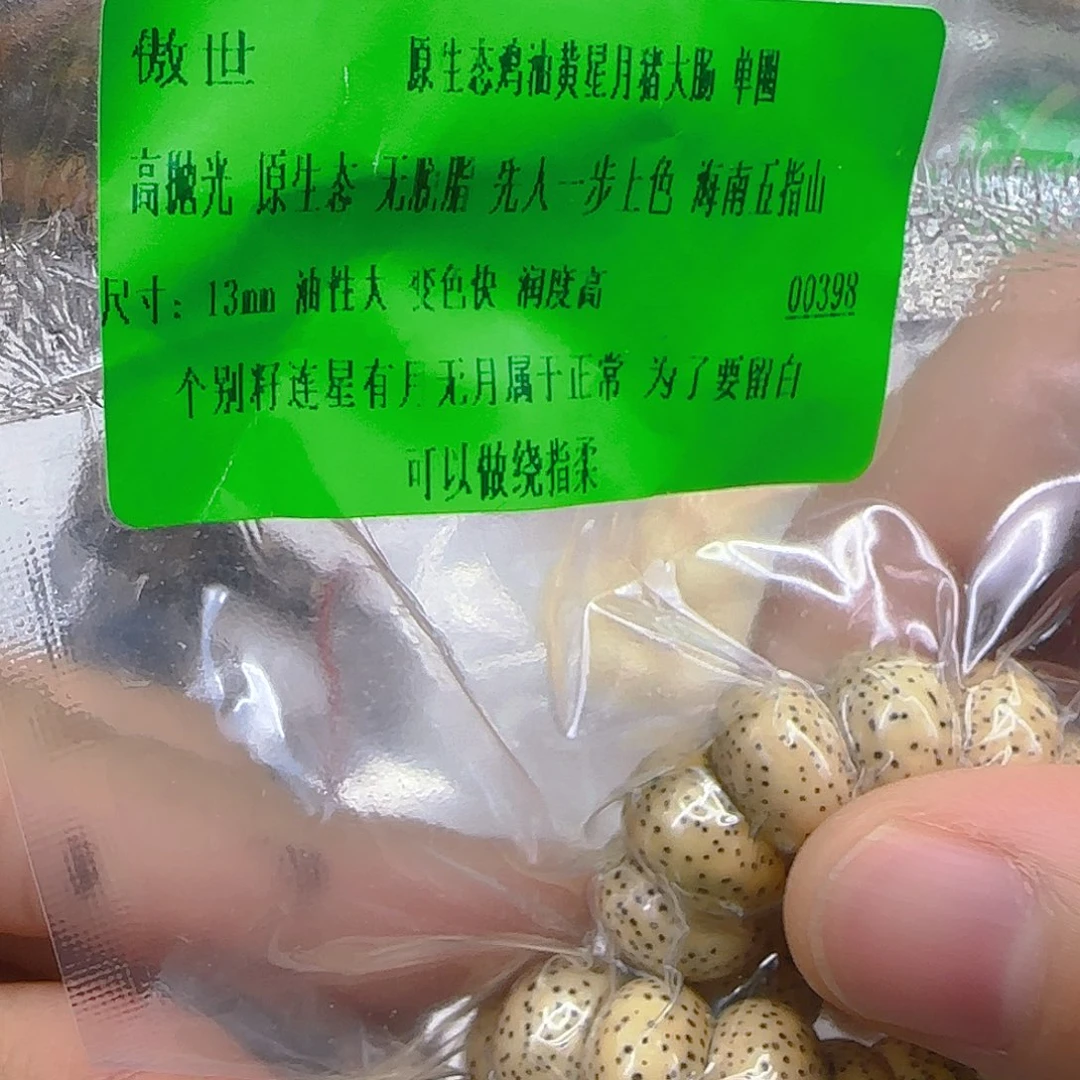 傲世 原生态鸡油黄星月猪大肠 单圈
高抛光 原生态 无脱脂 先人一步上色 海南五指山
尺寸：13mm 油性大 变色快 润度高 00398
个别籽连星有月无月属于正常 为了要留白
可以做绕指柔